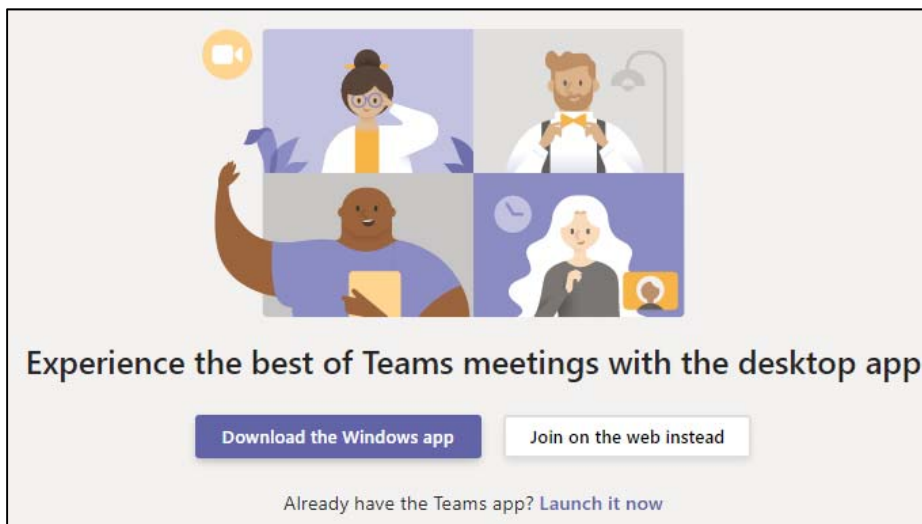 Experience the best of Teams meetings with the desktop app
Download the Windows app
Join on the web instead
Already have the Teams app? Launch it now